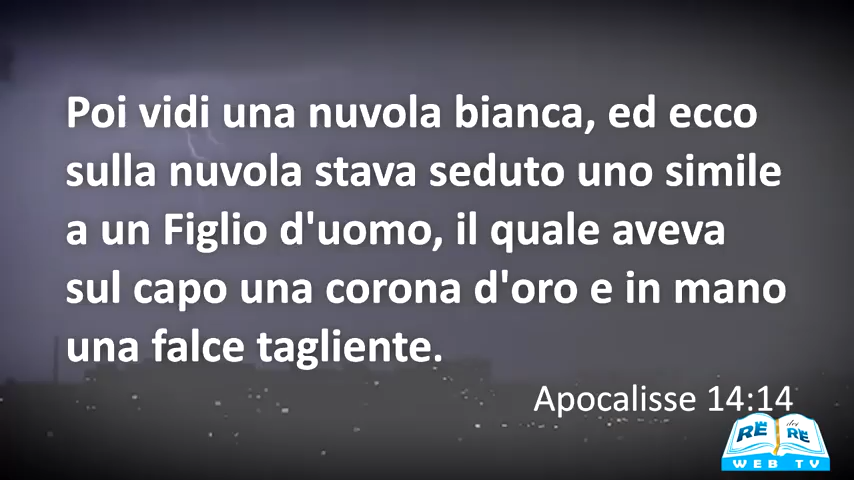 Poi vidi una nuvola bianca, ed ecco
sulla nuvola stava seduto uno simile
a un Figlio d'uomo, il quale aveva
sul capo una corona d'oro e in mano
una falce tagliente.
Apocalisse 14:14
RE dei RE
WEB TV